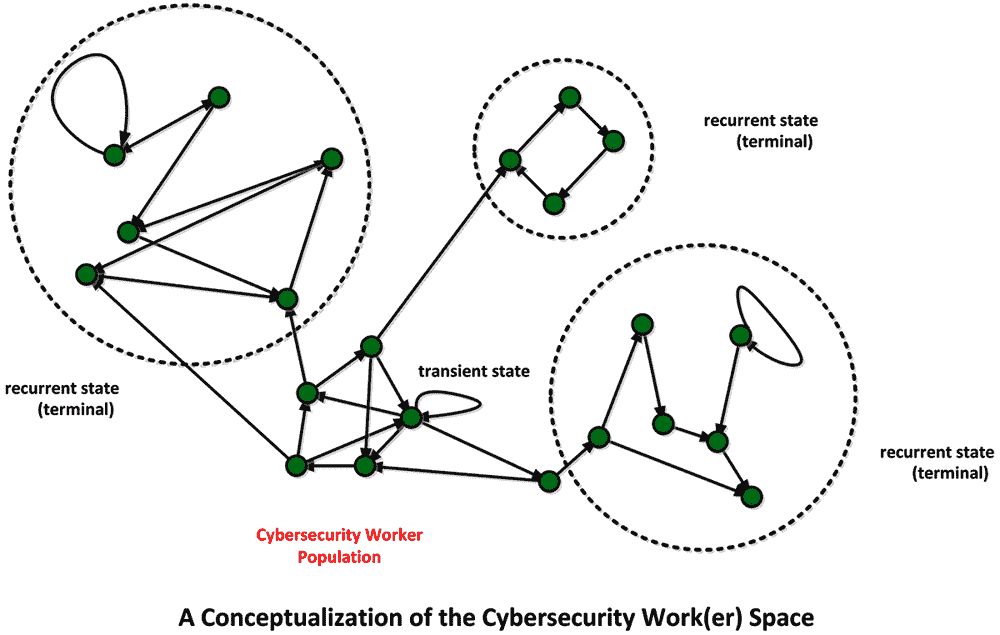 recurrent state
(terminal)
transient state
recurrent state
(terminal)
recurrent state
(terminal)
Cybersecurity Worker
Population
A Conceptualization of the Cybersecurity Work(er) Space